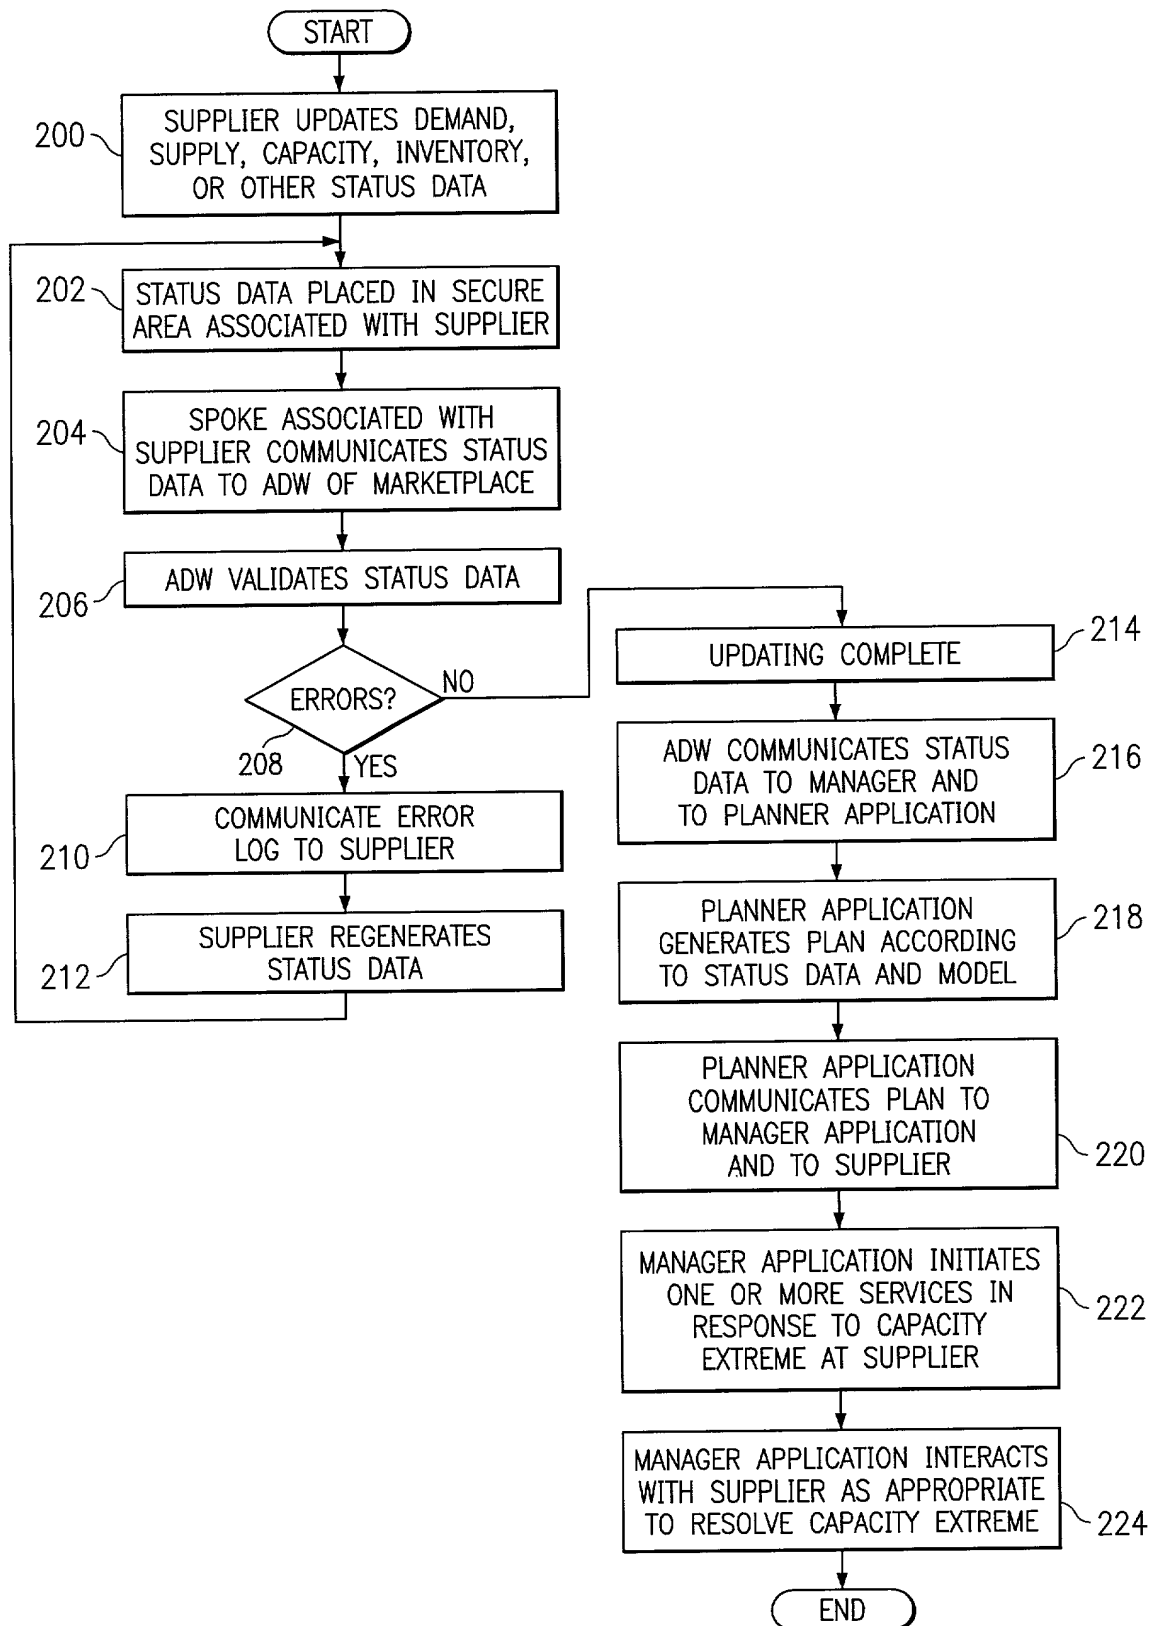 START
200
SUPPLIER UPDATES DEMAND,
SUPPLY, CAPACITY, INVENTORY,
OR OTHER STATUS DATA
202
STATUS DATA PLACED IN SECURE
AREA ASSOCIATED WITH SUPPLIER
204
SPOKE ASSOCIATED WITH
SUPPLIER COMMUNICATES STATUS
DATA TO ADW OF MARKETPLACE
206
ADW VALIDATES STATUS DATA
ERRORS?
NO
208
YES
210
COMMUNICATE ERROR
LOG TO SUPPLIER
212
SUPPLIER REGENERATES
STATUS DATA
UPDATING COMPLETE
214
ADW COMMUNICATES STATUS
DATA TO MANAGER AND
TO PLANNER APPLICATION
216
PLANNER APPLICATION
GENERATES PLAN ACCORDING
TO STATUS DATA AND MODEL
218
PLANNER APPLICATION
COMMUNICATES PLAN TO
MANAGER APPLICATION
AND TO SUPPLIER
220
MANAGER APPLICATION INITIATES
ONE OR MORE SERVICES IN
RESPONSE TO CAPACITY
EXTREME AT SUPPLIER
222
MANAGER APPLICATION INTERACTS
WITH SUPPLIER AS APPROPRIATE
TO RESOLVE CAPACITY EXTREME
224
END